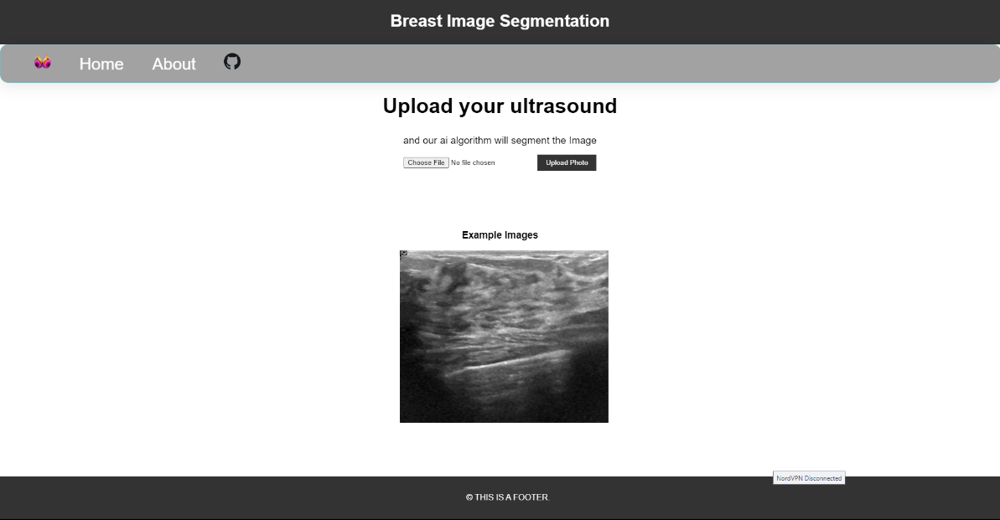 Breast Image Segmentation
Home About
Upload your ultrasound
and our ai algorithm will segment the Image
Choose File No file chosen Upload Photo
Example Images
NordVPN Disconnected
© THIS IS A FOOTER.